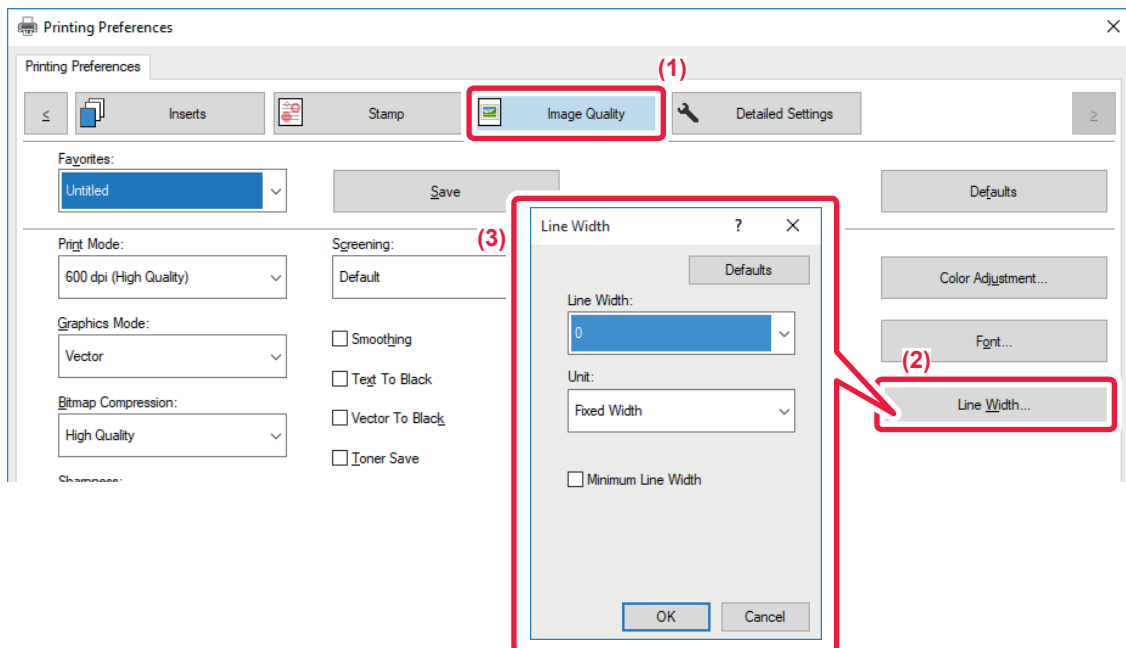 Printing Preferences
Printing Preferences
(1)
<
Inserts
Stamp
Image Quality
Detailed Settings
>
Favorites:
Untitled
Save
Defaults
Print Mode:
600 dpi (High Quality)
Screening:
Default
Color Adjustment...
Graphics Mode:
Vector
Smoothing
Text To Black
Vector To Black
Toner Save
Font...
(2)
Line Width...
Bitmap Compression:
High Quality
Sharpness:
(3)
Line Width
?
Defaults
Line Width:
0
Unit:
Fixed Width
Minimum Line Width
OK
Cancel